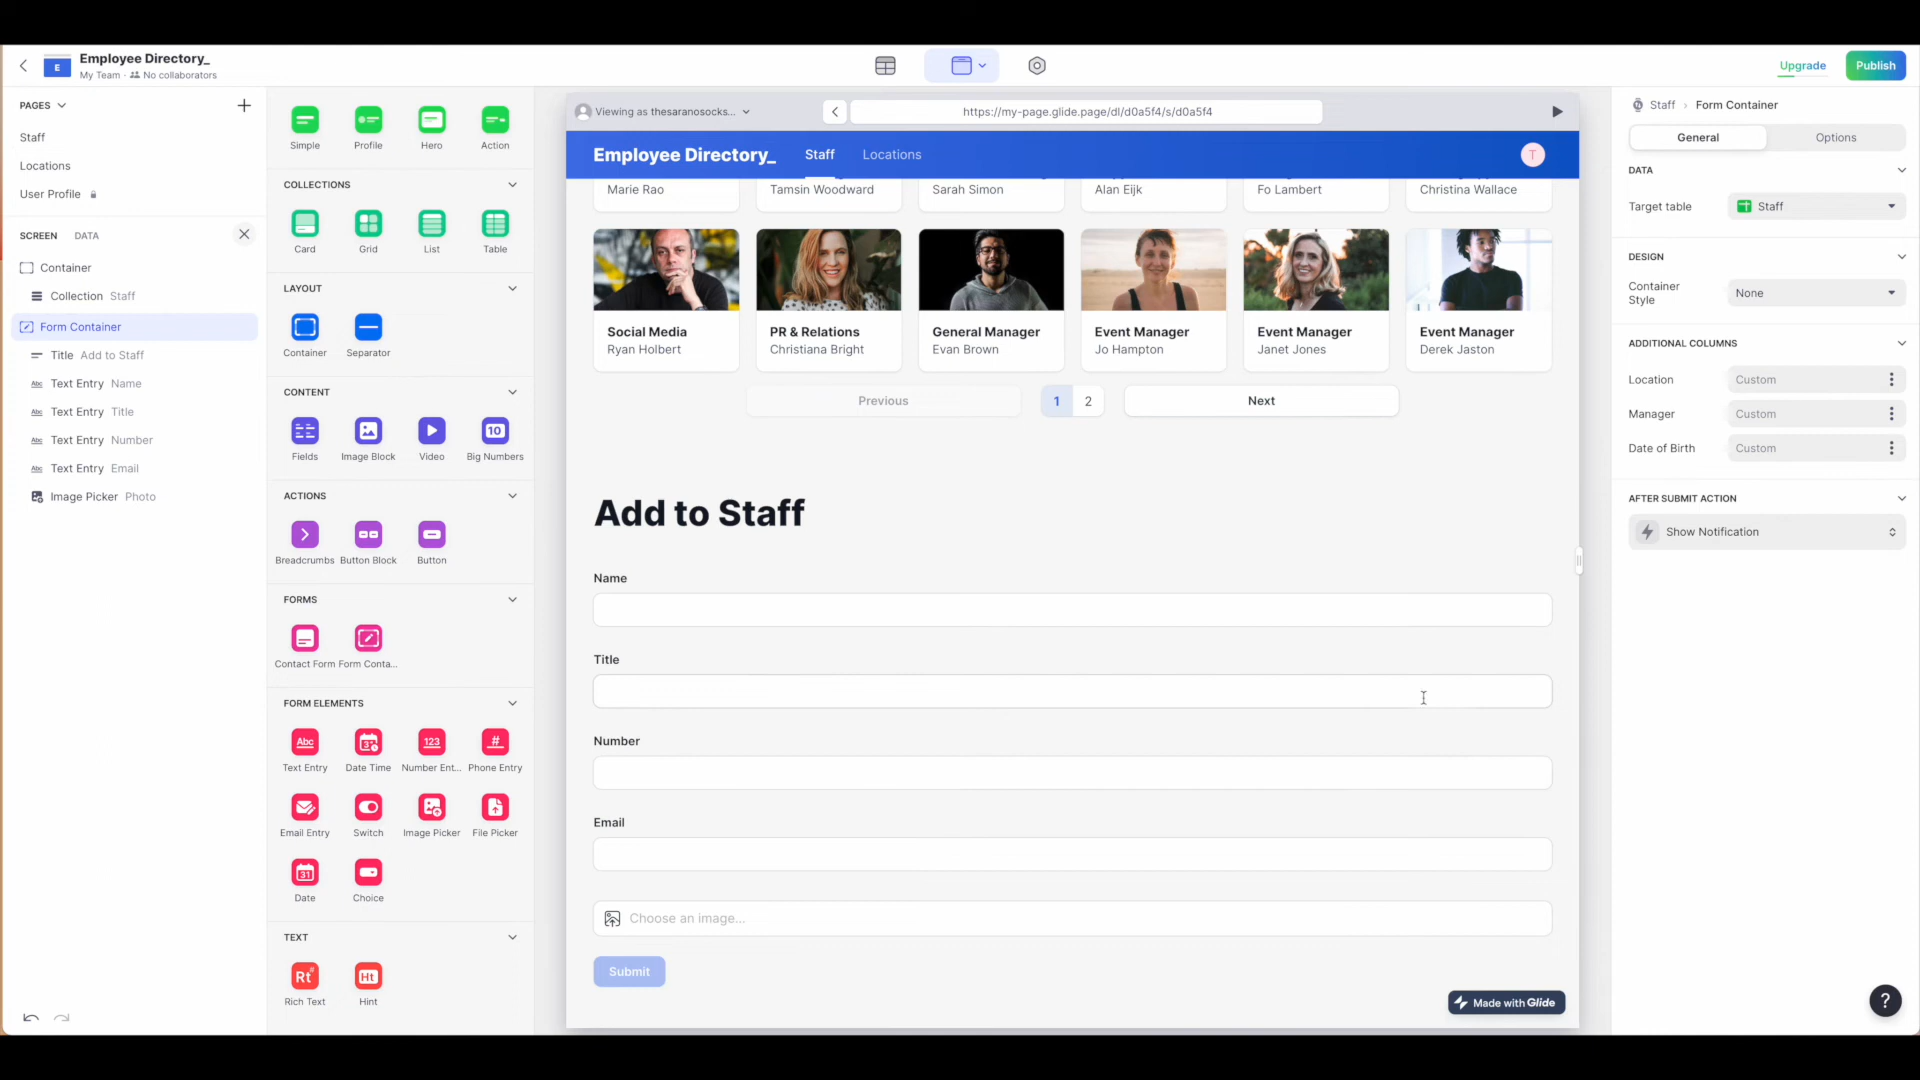 E
Employee Directory_
My Team · No collaborators
Upgrade
Publish
PAGES
Staff
Locations
User Profile
SCREEN
DATA
Container
Collection Staff
Form Container
Title Add to Staff
Text Entry Name
Text Entry Title
Text Entry Number
Text Entry Email
Image Picker Photo
Simple
Profile
Hero
Action
COLLECTIONS
Card
Grid
List
Table
LAYOUT
Container
Separator
CONTENT
Fields
Image Block
Video
10
Big Numbers
ACTIONS
Breadcrumbs
Button Block
Button
FORMS
Contact Form
Form Conta...
FORM ELEMENTS
Abc
Text Entry
Date Time
123
Number Ent...
#
Phone Entry
Email Entry
Switch
Image Picker
File Picker
31
Date
Choice
TEXT
Rt
Rich Text
Ht
Hint
Viewing as thesaranosocks...
https://my-page.glide.page/dl/d0a5f4/s/d0a5f4
Employee Directory_
Staff
Locations
T
Marie Rao
Tamsin Woodward
Sarah Simon
Alan Eijk
Fo Lambert
Christina Wallace
Social Media
Ryan Holbert
PR & Relations
Christiana Bright
General Manager
Evan Brown
Event Manager
Jo Hampton
Event Manager
Janet Jones
Event Manager
Derek Jaston
Previous
1
2
Next
Add to Staff
Name
Title
Number
Email
Choose an image...
Submit
Made with Glide
Staff › Form Container
General
Options
DATA
Target table
Staff
DESIGN
Container
Style
None
ADDITIONAL COLUMNS
Location
Custom
Manager
Custom
Date of Birth
Custom
AFTER SUBMIT ACTION
Show Notification
?